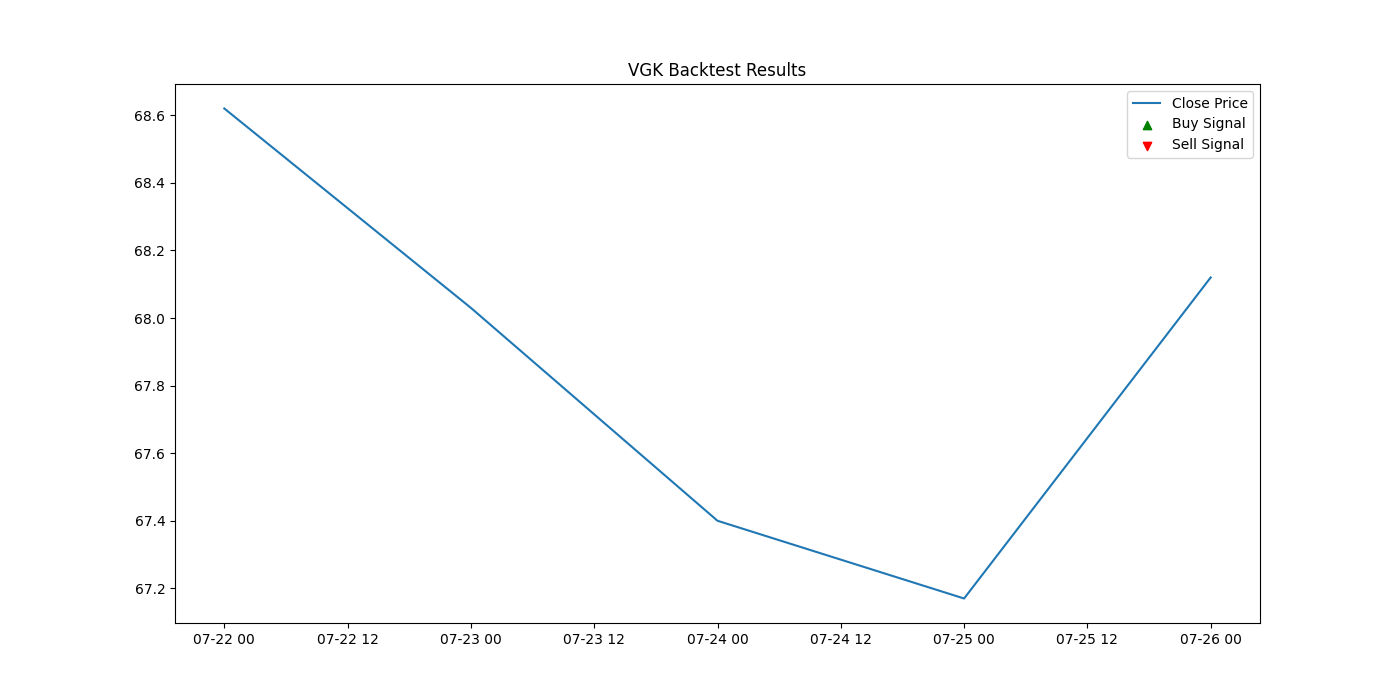 VGK Backtest Results
Close Price
Buy Signal
Sell Signal
68.6
68.4
68.2
68.0
67.8
67.6
67.4
67.2
07-22 00 07-22 12 07-23 00 07-23 12 07-24 00 07-24 12 07-25 00 07-25 12 07-26 00